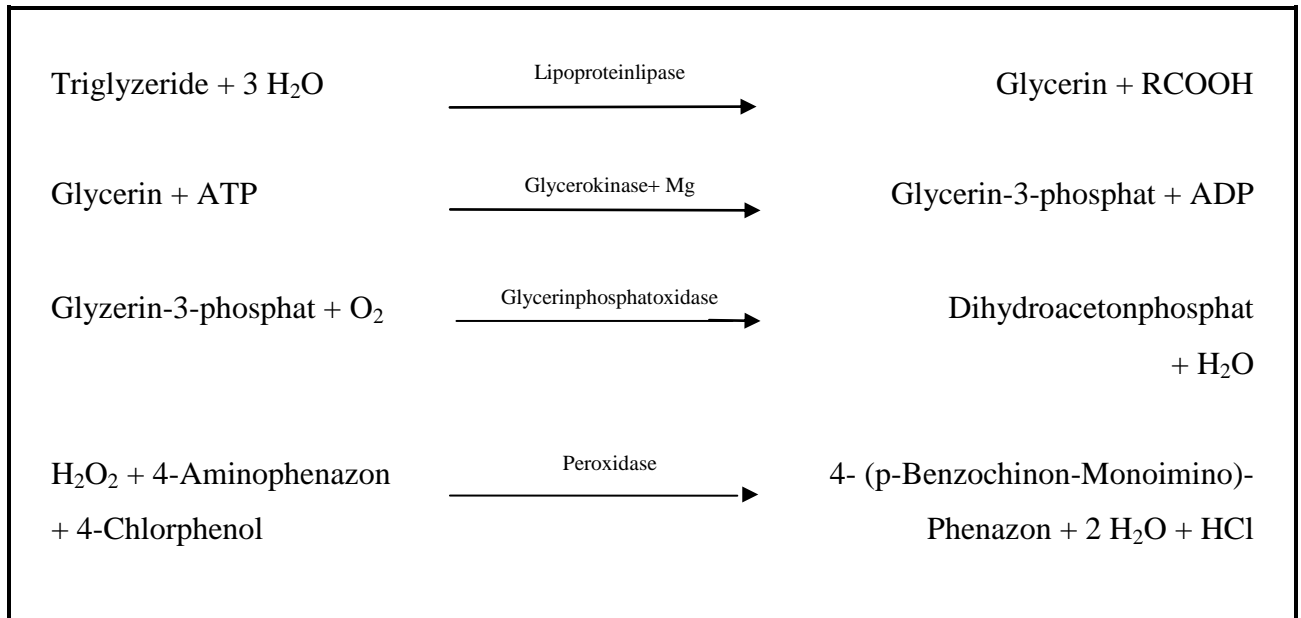 Triglyzeride + 3 H₂O
Lipoproteinlipase
Glycerin + RCOOH
Glycerin + ATP
Glycerokinase+ Mg
Glycerin-3-phosphat + ADP
Glyzerin-3-phosphat + O₂
Glycerinphosphatoxidase
Dihydroacetonphosphat
+ H₂O
H₂O₂ + 4-Aminophenazon
+ 4-Chlorphenol
Peroxidase
4- (p-Benzochinon-Monoimino)-
Phenazon + 2 H₂O + HCl